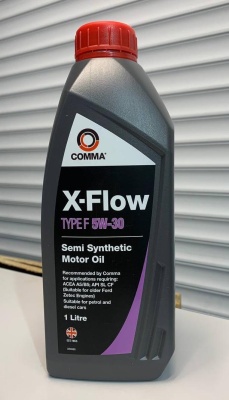 COMMA
X-Flow
TYPE F 5W-30
Semi Synthetic
Motor Oil
Recommended by Comma
for applications requiring:
ACEA A5/B5; API SL CF
(Suitable for older Ford
Zetec Engines)
Suitable for petrol and
diesel cars
1 Litre